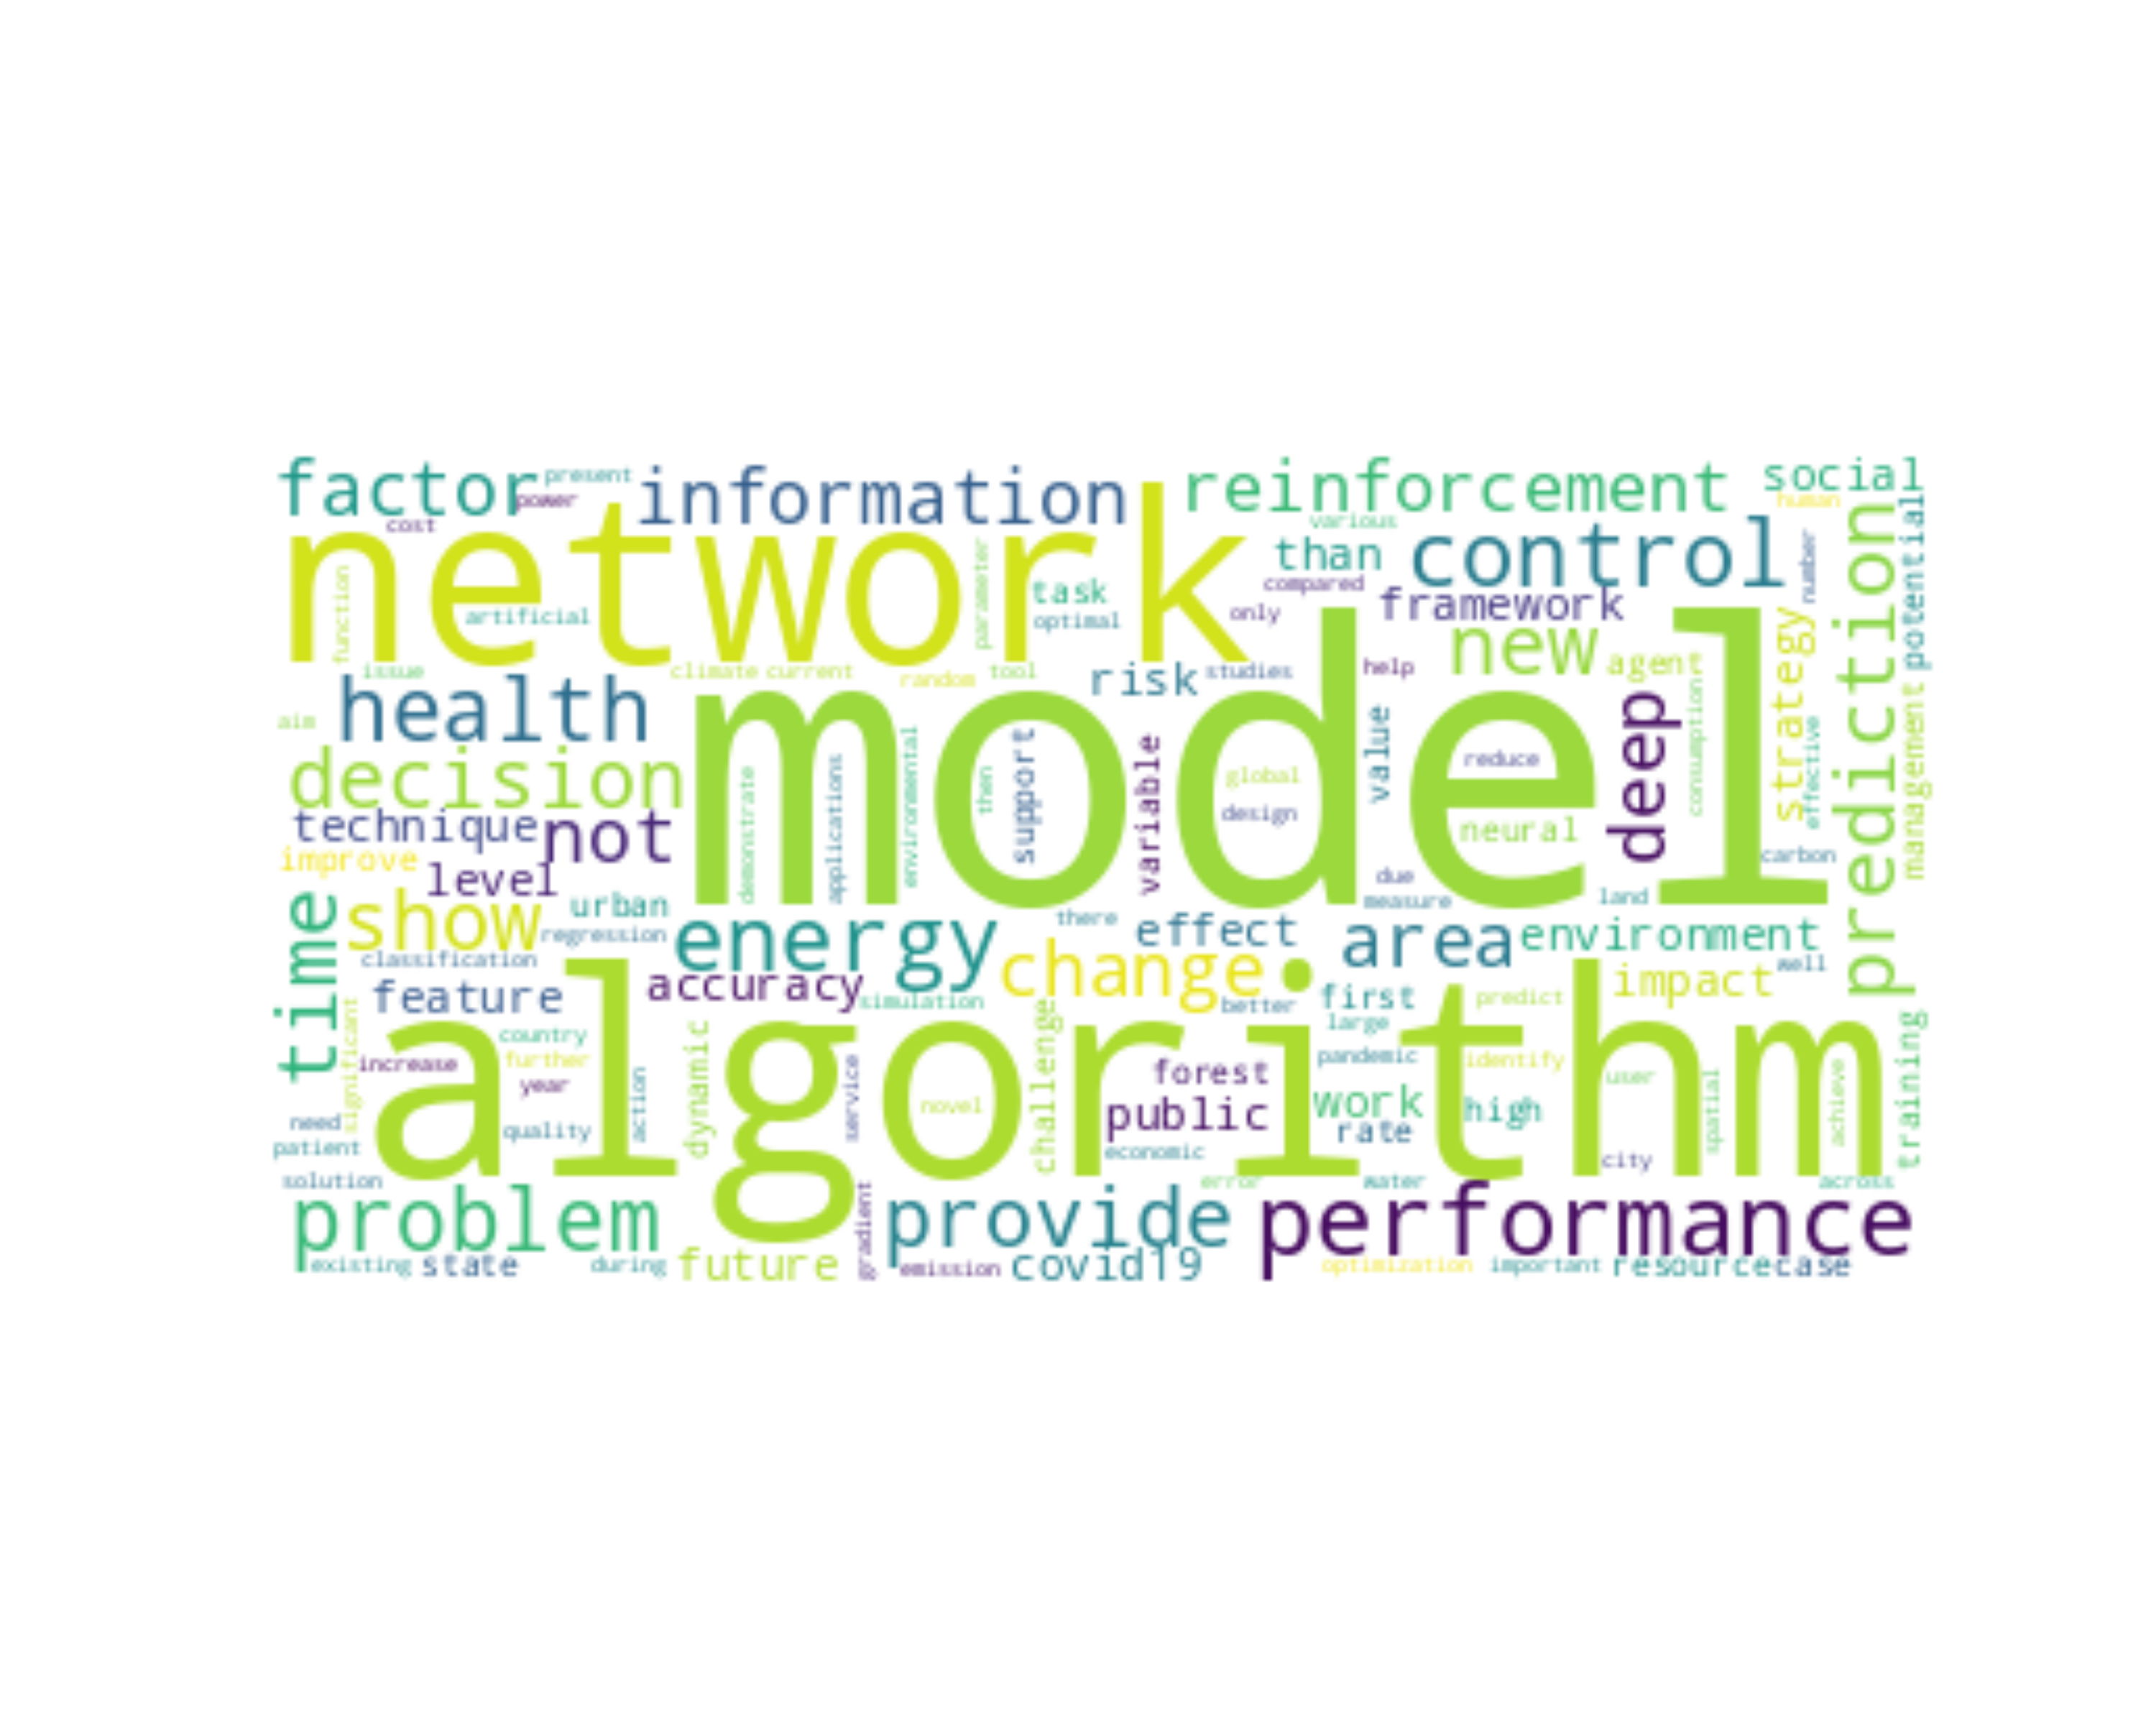 factor present information reinforcement social
power human
cost various
network than control prediction potential
number
function artificial parameter task compared framework
optimal only
strategy
issue climate current random tool risk studies help new agent
health
aim model value deep consumption management
decision demonstrate applications environmental then support variable global reduce effective
design
technique not neural
improve level carbon
due
time show urban measure land
regression energy there effect area environment
classification change well
feature accuracy simulation better first predict impact
significant country large
increase further algorithm pandemic identify training
year action dynamic service novel challenge forest user spatial achieve
need quality public work high
patient economic rate city
solution error water across
problem gradient provide performance
existing state during future emission covid19 optimization important resource case